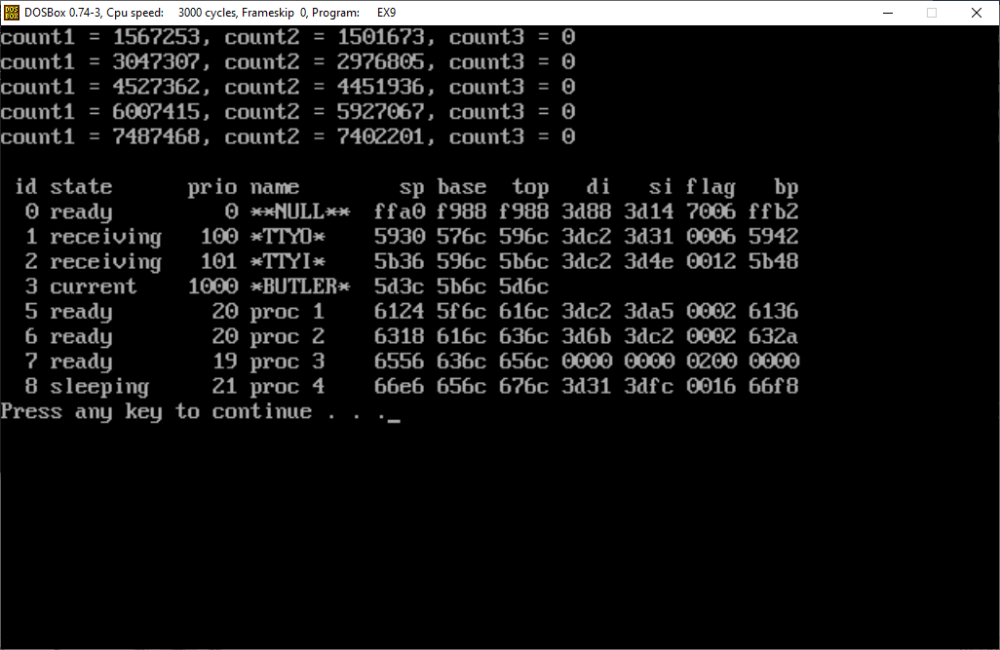 DOSBox 0.74-3, Cpu speed: 3000 cycles, Frameskip 0, Program: EX9
count1 = 1567253, count2 = 1501673, count3 = 0
count1 = 3047307, count2 = 2976805, count3 = 0
count1 = 4527362, count2 = 4451936, count3 = 0
count1 = 6007415, count2 = 5927067, count3 = 0
count1 = 7487468, count2 = 7402201, count3 = 0
id state prio name sp base top di si flag bp
0 ready 0 **NULL** ffa0 f988 f988 3d88 3d14 7006 ffb2
1 receiving 100 *TTYO* 5930 576c 596c 3dc2 3d31 0006 5942
2 receiving 101 *TTYI* 5b36 596c 5b6c 3dc2 3d4e 0012 5b48
3 current 1000 *BUTLER* 5d3c 5b6c 5d6c
5 ready 20 proc 1 6124 5f6c 616c 3dc2 3da5 0002 6136
6 ready 20 proc 2 6318 616c 636c 3d6b 3dc2 0002 632a
7 ready 19 proc 3 6556 636c 656c 0000 0000 0200 0000
8 sleeping 21 proc 4 66e6 656c 676c 3d31 3dfc 0016 66f8
Press any key to continue . . ._